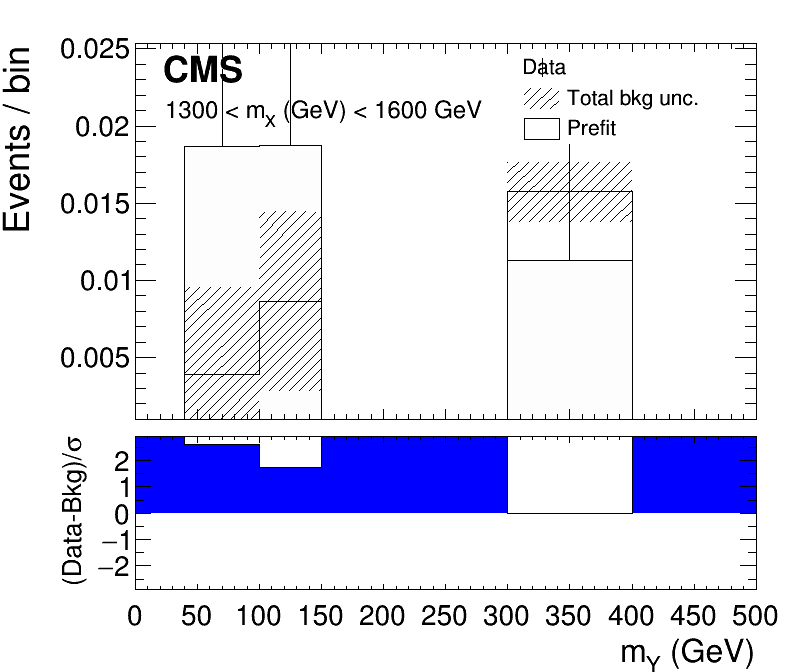 0.025
0.02
0.015
0.01
0.005
Events / bin
CMS
1300 < mX (GeV) < 1600 GeV
Data
Total bkg unc.
Prefit
2
1
0
−1
−2
(Data-Bkg)/σ
0 50 100 150 200 250 300 350 400 450 500
mY (GeV)